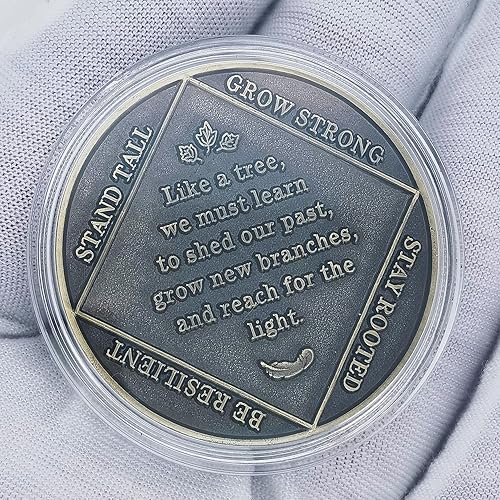 GROW STRONG
STAND TALL
Like a tree,
we must learn
to shed our past,
grow new branches,
and reach for the
light.
STAY ROOTED
BE RESILIENT